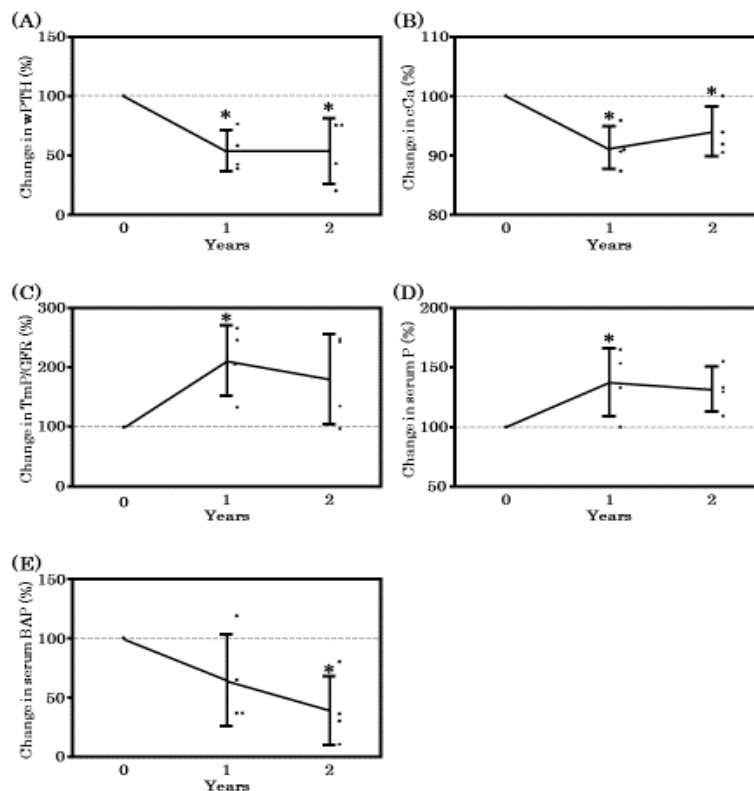 (A)
Change in wPTH (%)
150
100
50
0
* *
0 1 2
Years
(B)
Change in cCa (%)
110
100
90
80
* *
0 1 2
Years
(C)
Change in TmP/GFR (%)
300
200
100
0
*
0 1 2
Years
(D)
Change in serum P (%)
200
150
100
50
*
0 1 2
Years
(E)
Change in serum BAP (%)
150
100
50
0
*
0 1 2
Years